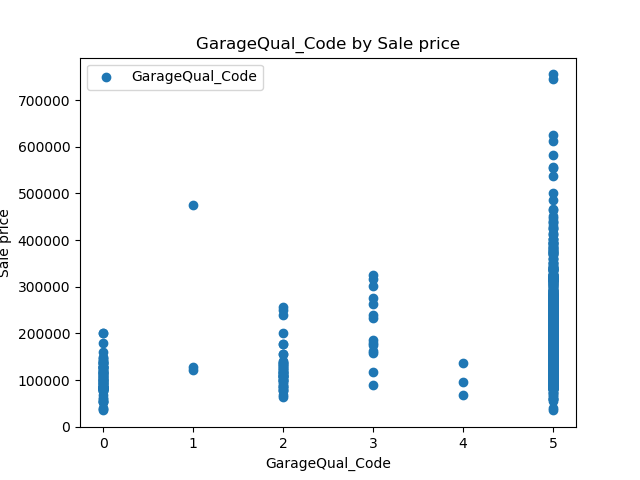 GarageQual_Code by Sale price
GarageQual_Code
700000
600000
500000
400000
300000
200000
100000
0
Sale price
0 1 2 3 4 5
GarageQual_Code